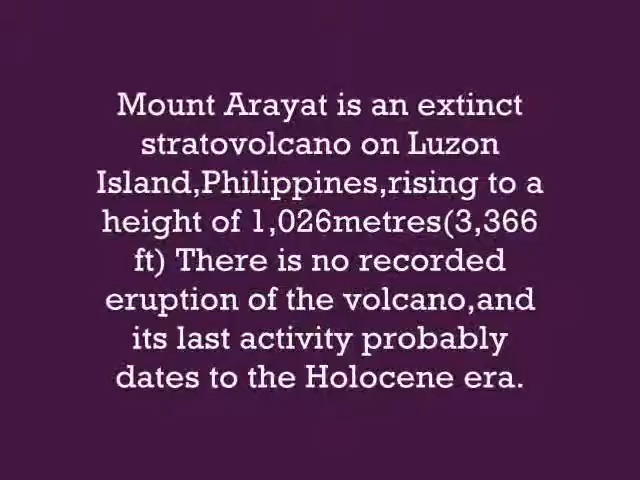 Mount Arayat is an extinct
stratovolcano on Luzon
Island,Philippines,rising to a
height of 1,026metres(3,366
ft) There is no recorded
eruption of the volcano,and
its last activity probably
dates to the Holocene era.